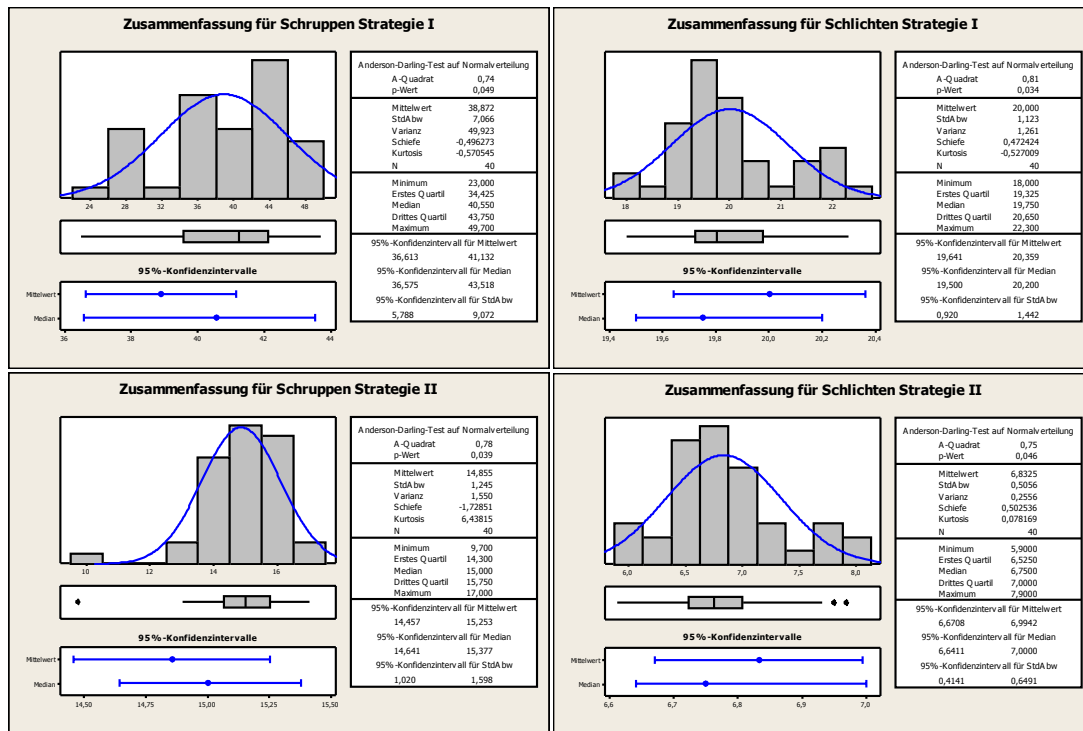 Zusammenfassung für Schruppen Strategie I
Anderson-Darling-Test auf Normalverteilung
A-Quadrat 0,74
p-Wert 0,049
Mittelwert 38,872
StdAbw 7,066
Varianz 49,923
Schiefe -0,496273
Kurtosis -0,570545
N 40
Minimum 23,000
Erstes Quartil 34,425
Median 40,550
Drittes Quartil 43,750
Maximum 49,700
95%-Konfidenzintervall für Mittelwert
36,613 41,132
95%-Konfidenzintervall für Median
36,575 43,518
95%-Konfidenzintervall für StdAbw
5,788 9,072
24 28 32 36 40 44 48
95%-Konfidenzintervalle
Mittelwert
Median
36 38 40 42 44
Zusammenfassung für Schlichten Strategie I
Anderson-Darling-Test auf Normalverteilung
A-Quadrat 0,81
p-Wert 0,034
Mittelwert 20,000
StdAbw 1,123
Varianz 1,261
Schiefe 0,472424
Kurtosis -0,527009
N 40
Minimum 18,000
Erstes Quartil 19,325
Median 19,750
Drittes Quartil 20,650
Maximum 22,300
95%-Konfidenzintervall für Mittelwert
19,641 20,359
95%-Konfidenzintervall für Median
19,500 20,200
95%-Konfidenzintervall für StdAbw
0,920 1,442
18 19 20 21 22
95%-Konfidenzintervalle
Mittelwert
Median
19,4 19,6 19,8 20,0 20,2 20,4
Zusammenfassung für Schruppen Strategie II
Anderson-Darling-Test auf Normalverteilung
A-Quadrat 0,78
p-Wert 0,039
Mittelwert 14,855
StdAbw 1,245
Varianz 1,550
Schiefe -1,72851
Kurtosis 6,43815
N 40
Minimum 9,700
Erstes Quartil 14,300
Median 15,000
Drittes Quartil 15,750
Maximum 17,000
95%-Konfidenzintervall für Mittelwert
14,457 15,253
95%-Konfidenzintervall für Median
14,641 15,377
95%-Konfidenzintervall für StdAbw
1,020 1,598
10 12 14 16
95%-Konfidenzintervalle
Mittelwert
Median
14,50 14,75 15,00 15,25 15,50
Zusammenfassung für Schlichten Strategie II
Anderson-Darling-Test auf Normalverteilung
A-Quadrat 0,75
p-Wert 0,046
Mittelwert 6,8325
StdAbw 0,5056
Varianz 0,2556
Schiefe 0,502536
Kurtosis 0,078169
N 40
Minimum 5,9000
Erstes Quartil 6,5250
Median 6,7500
Drittes Quartil 7,0000
Maximum 7,9000
95%-Konfidenzintervall für Mittelwert
6,6708 6,9942
95%-Konfidenzintervall für Median
6,6411 7,0000
95%-Konfidenzintervall für StdAbw
0,4141 0,6491
6,0 6,5 7,0 7,5 8,0
95%-Konfidenzintervalle
Mittelwert
Median
6,6 6,7 6,8 6,9 7,0